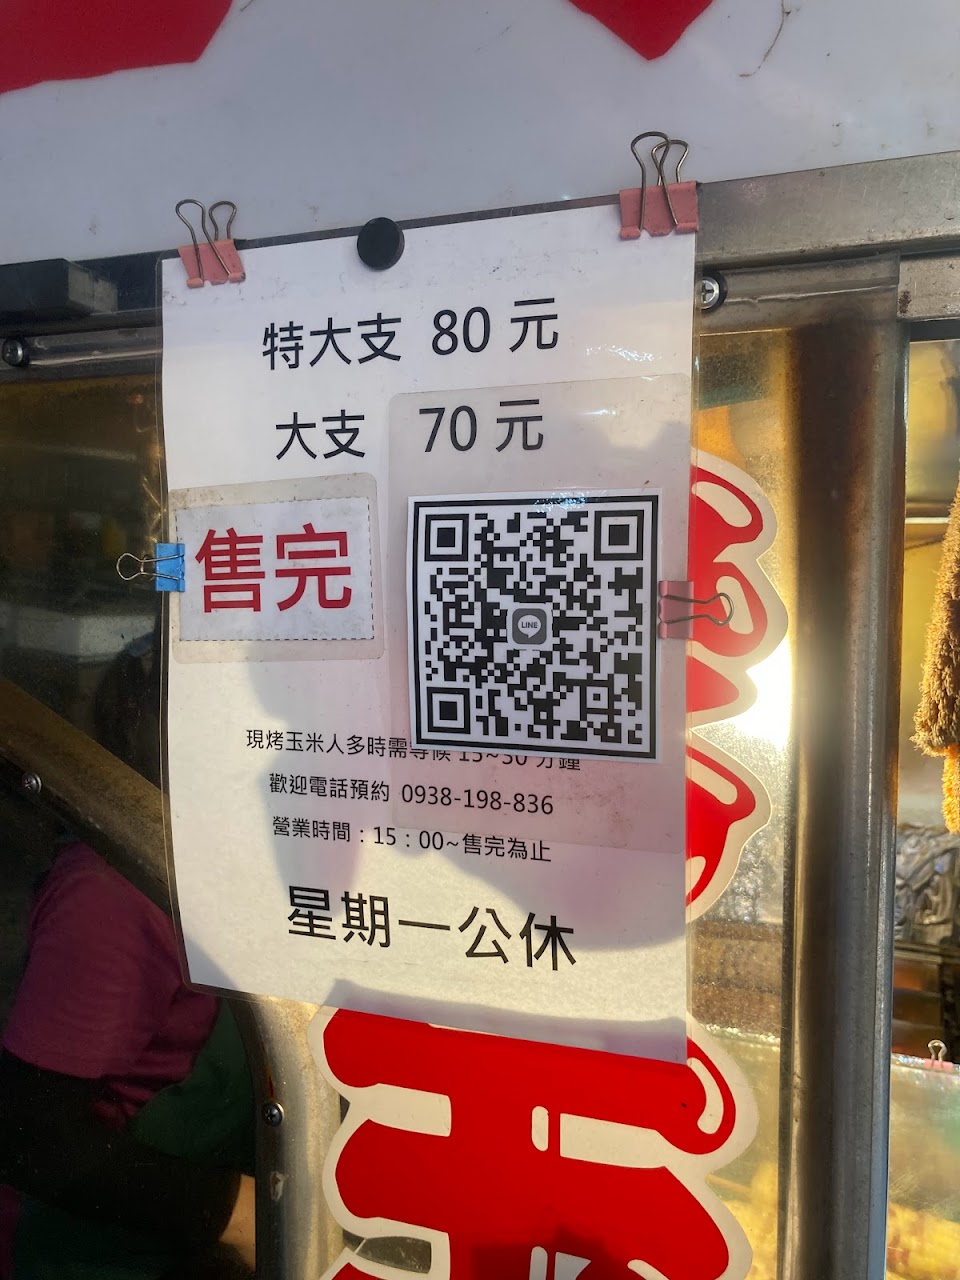 特大支 80 元
大支 70 元
售完
LINE
現烤玉米人多時需等候 15~30 分鐘
歡迎電話預約 0938-198-836
營業時間：15：00~售完為止
星期一公休